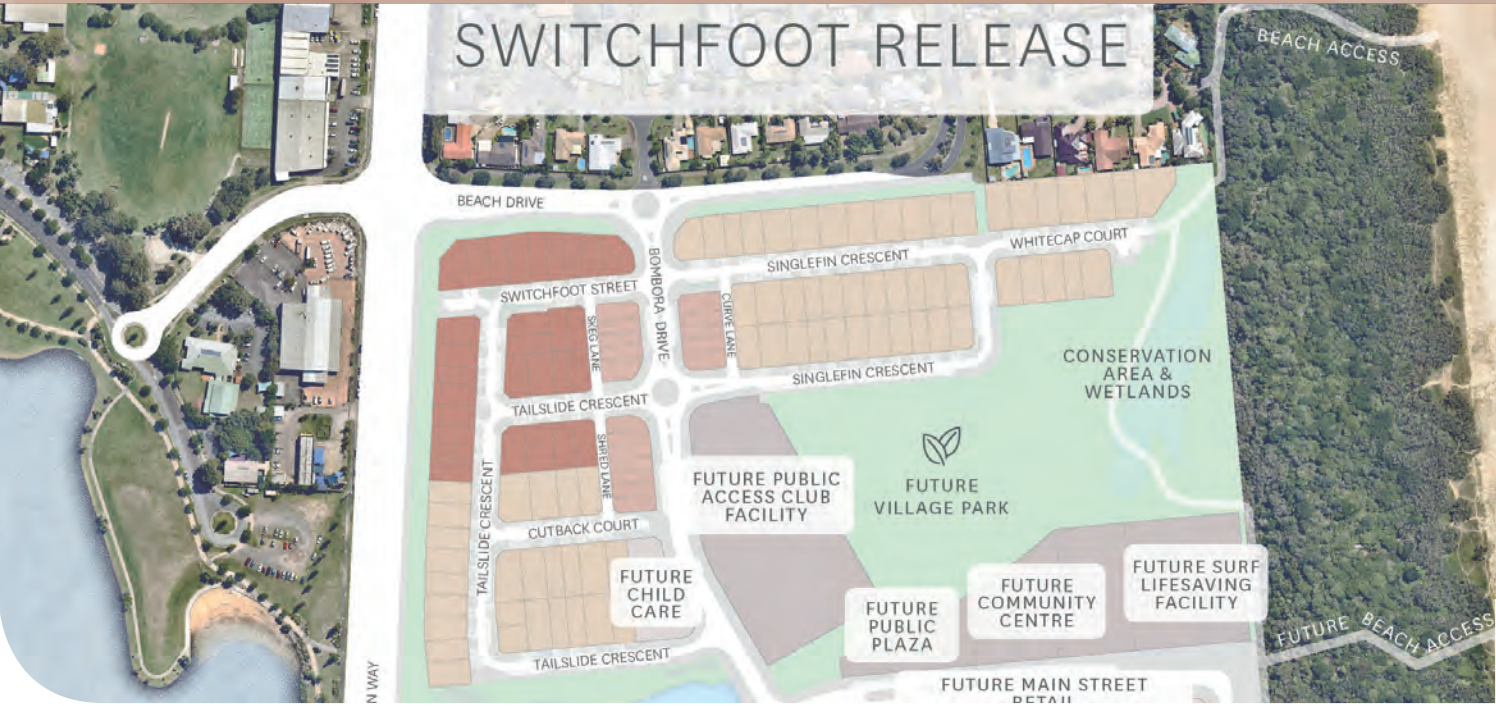 SWITCHFOOT RELEASE
BEACH ACCESS
BEACH DRIVE
BOMBORA DRIVE
SINGLEFIN CRESCENT
WHITECAP COURT
SWITCHFOOT STREET
SKEG LANE
CURVE LANE
SINGLEFIN CRESCENT
CONSERVATION
AREA &
WETLANDS
TAILSLIDE CRESCENT
SHRED LANE
TAILSLIDE CRESCENT
FUTURE PUBLIC
ACCESS CLUB
FACILITY
FUTURE
VILLAGE PARK
CUTBACK COURT
FUTURE
CHILD
CARE
FUTURE
PUBLIC
PLAZA
FUTURE
COMMUNITY
CENTRE
FUTURE SURF
LIFESAVING
FACILITY
FUTURE BEACH ACCESS
TAILSLIDE CRESCENT
WAY
FUTURE MAIN STREET
RETAIL